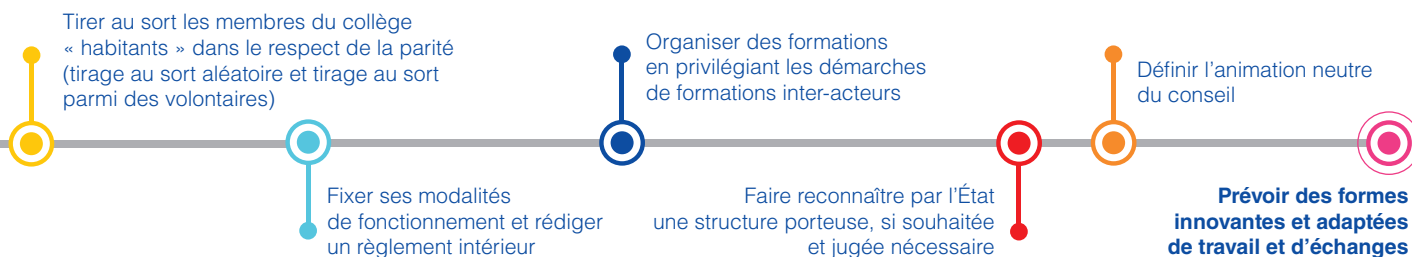 Tirer au sort les membres du collège
« habitants » dans le respect de la parité
(tirage au sort aléatoire et tirage au sort
parmi des volontaires)
Fixer ses modalités
de fonctionnement et rédiger
un règlement intérieur
Organiser des formations
en privilégiant les démarches
de formations inter-acteurs
Faire reconnaître par l’État
une structure porteuse, si souhaitée
et jugée nécessaire
Définir l’animation neutre
du conseil
Prévoir des formes
innovantes et adaptées
de travail et d’échanges